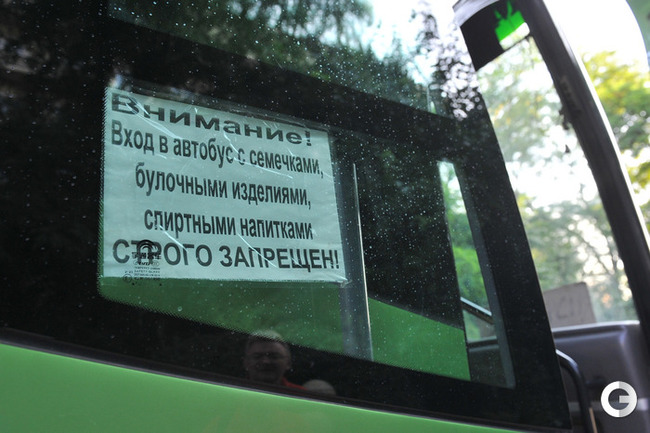 Внимание!
Вход в автобус с семечками,
булочными изделиями,
спиртными напитками
СТРОГО ЗАПРЕЩЕН!